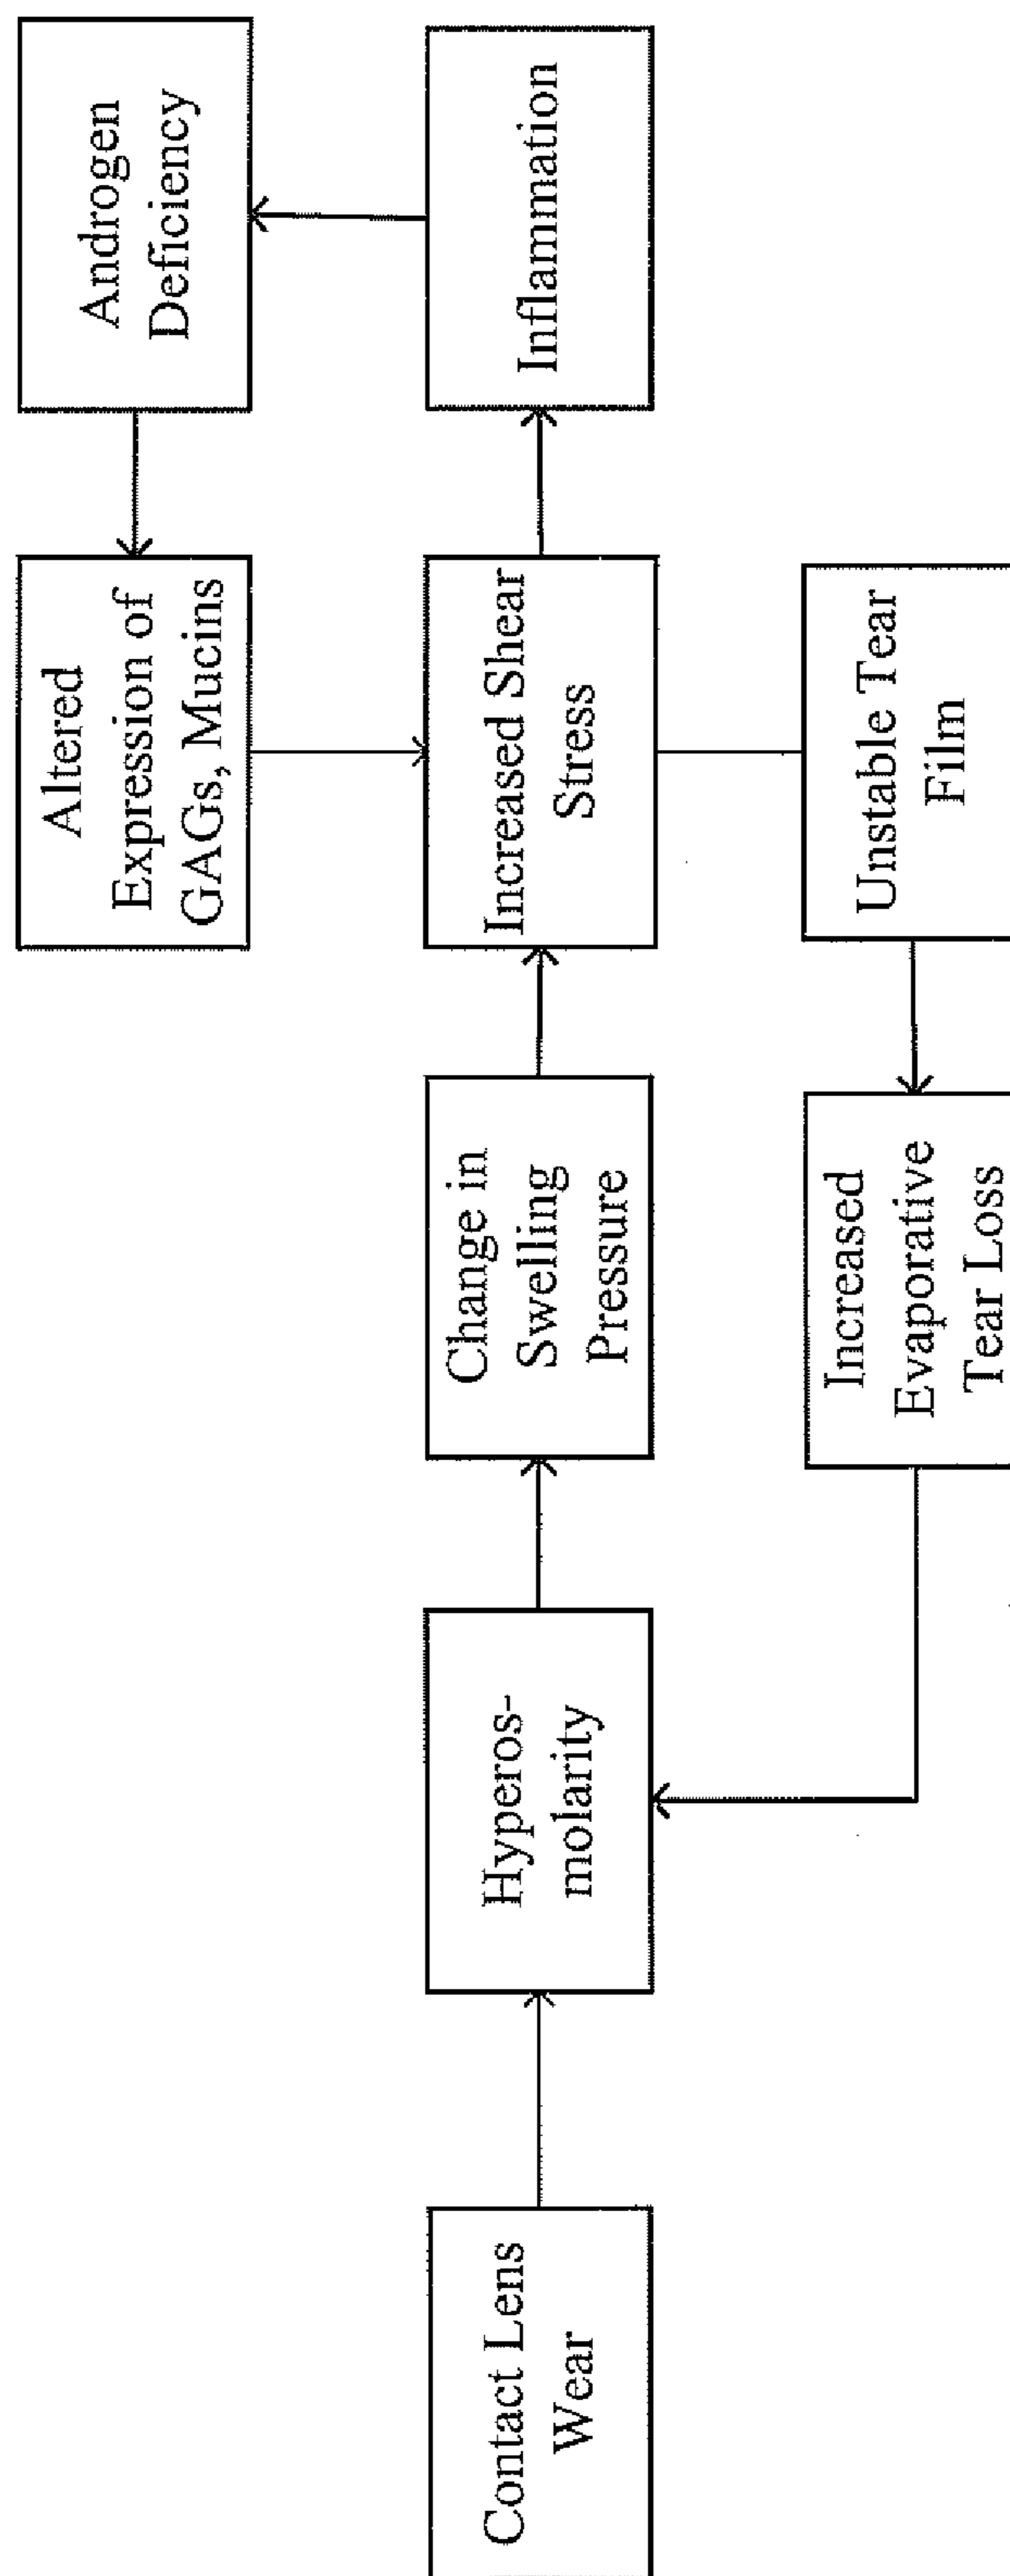 Altered
Expression of
GAGs, Mucins
Androgen
Deficiency
Contact Lens
Wear
Hyperos-
molarity
Change in
Swelling
Pressure
Increased Shear
Stress
Inflammation
Increased
Evaporative
Tear Loss
Unstable Tear
Film